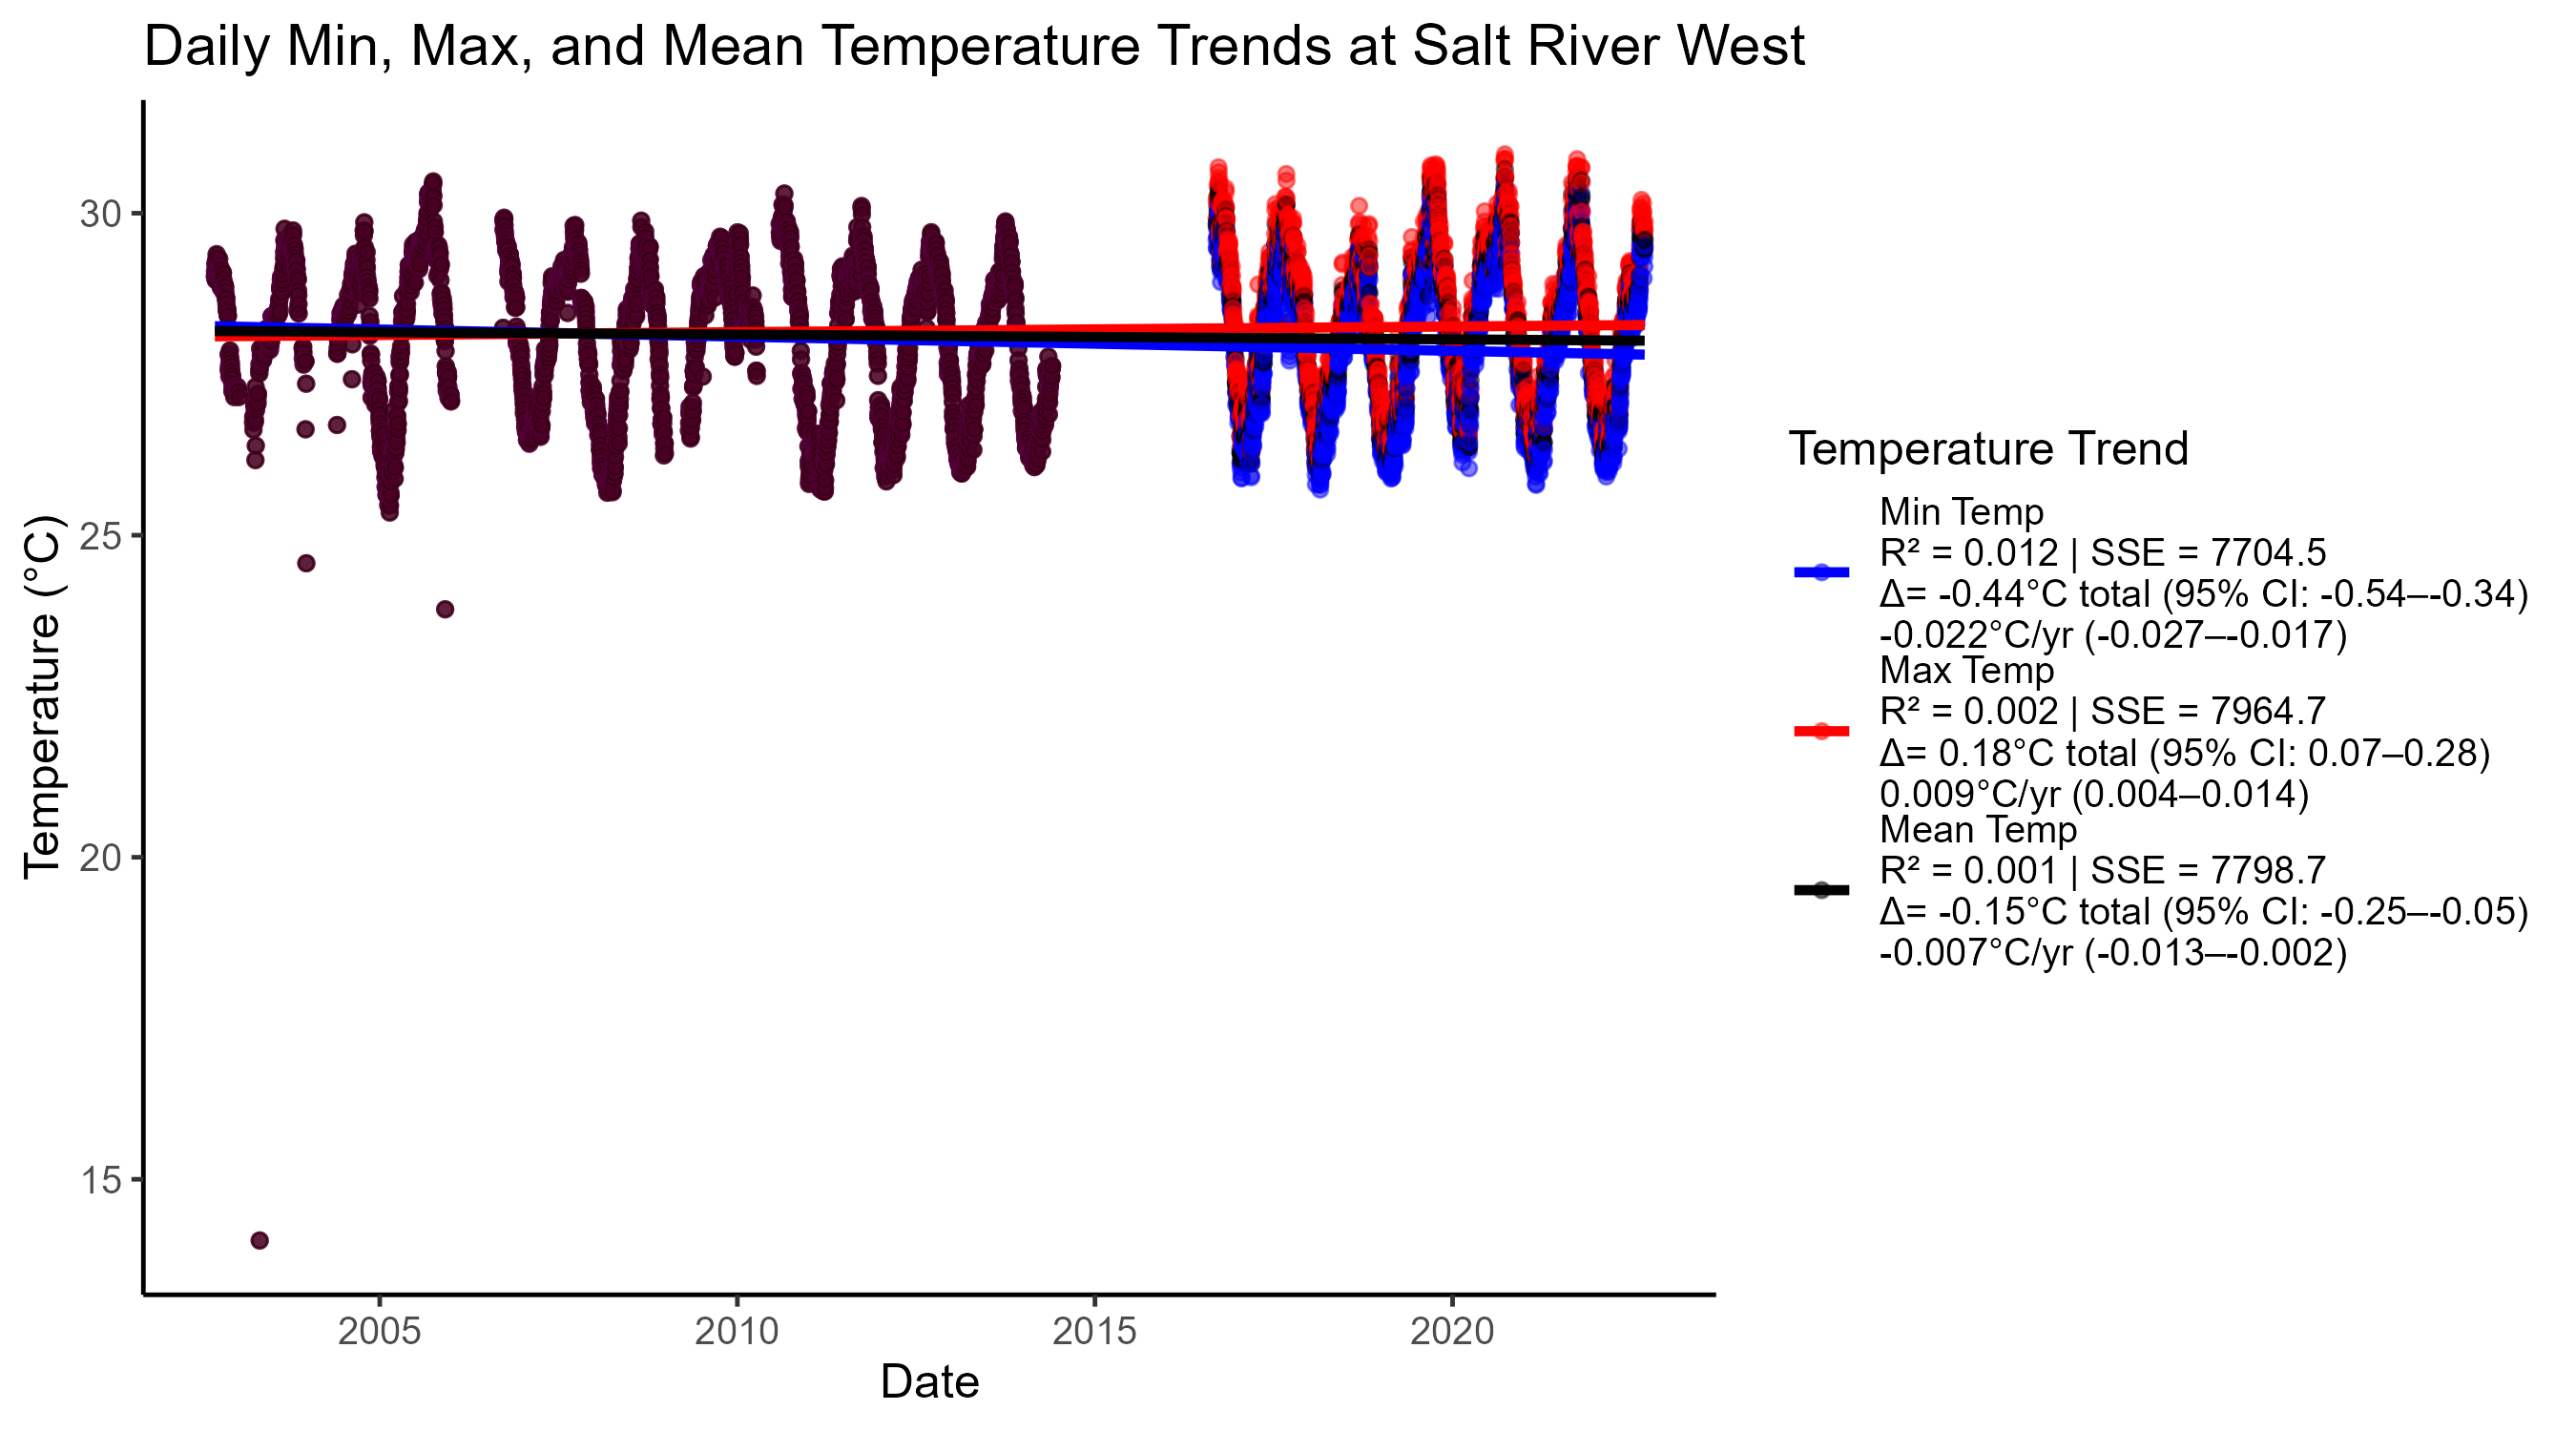 Daily Min, Max, and Mean Temperature Trends at Salt River West
30
25
20
15
Temperature (°C)
2005
2010
2015
2020
Date
Temperature Trend
Min Temp
R² = 0.012 | SSE = 7704.5
Δ= -0.44°C total (95% CI: -0.54–-0.34)
-0.022°C/yr (-0.027–-0.017)
Max Temp
R² = 0.002 | SSE = 7964.7
Δ= 0.18°C total (95% CI: 0.07–0.28)
0.009°C/yr (0.004–0.014)
Mean Temp
R² = 0.001 | SSE = 7798.7
Δ= -0.15°C total (95% CI: -0.25–-0.05)
-0.007°C/yr (-0.013–-0.002)